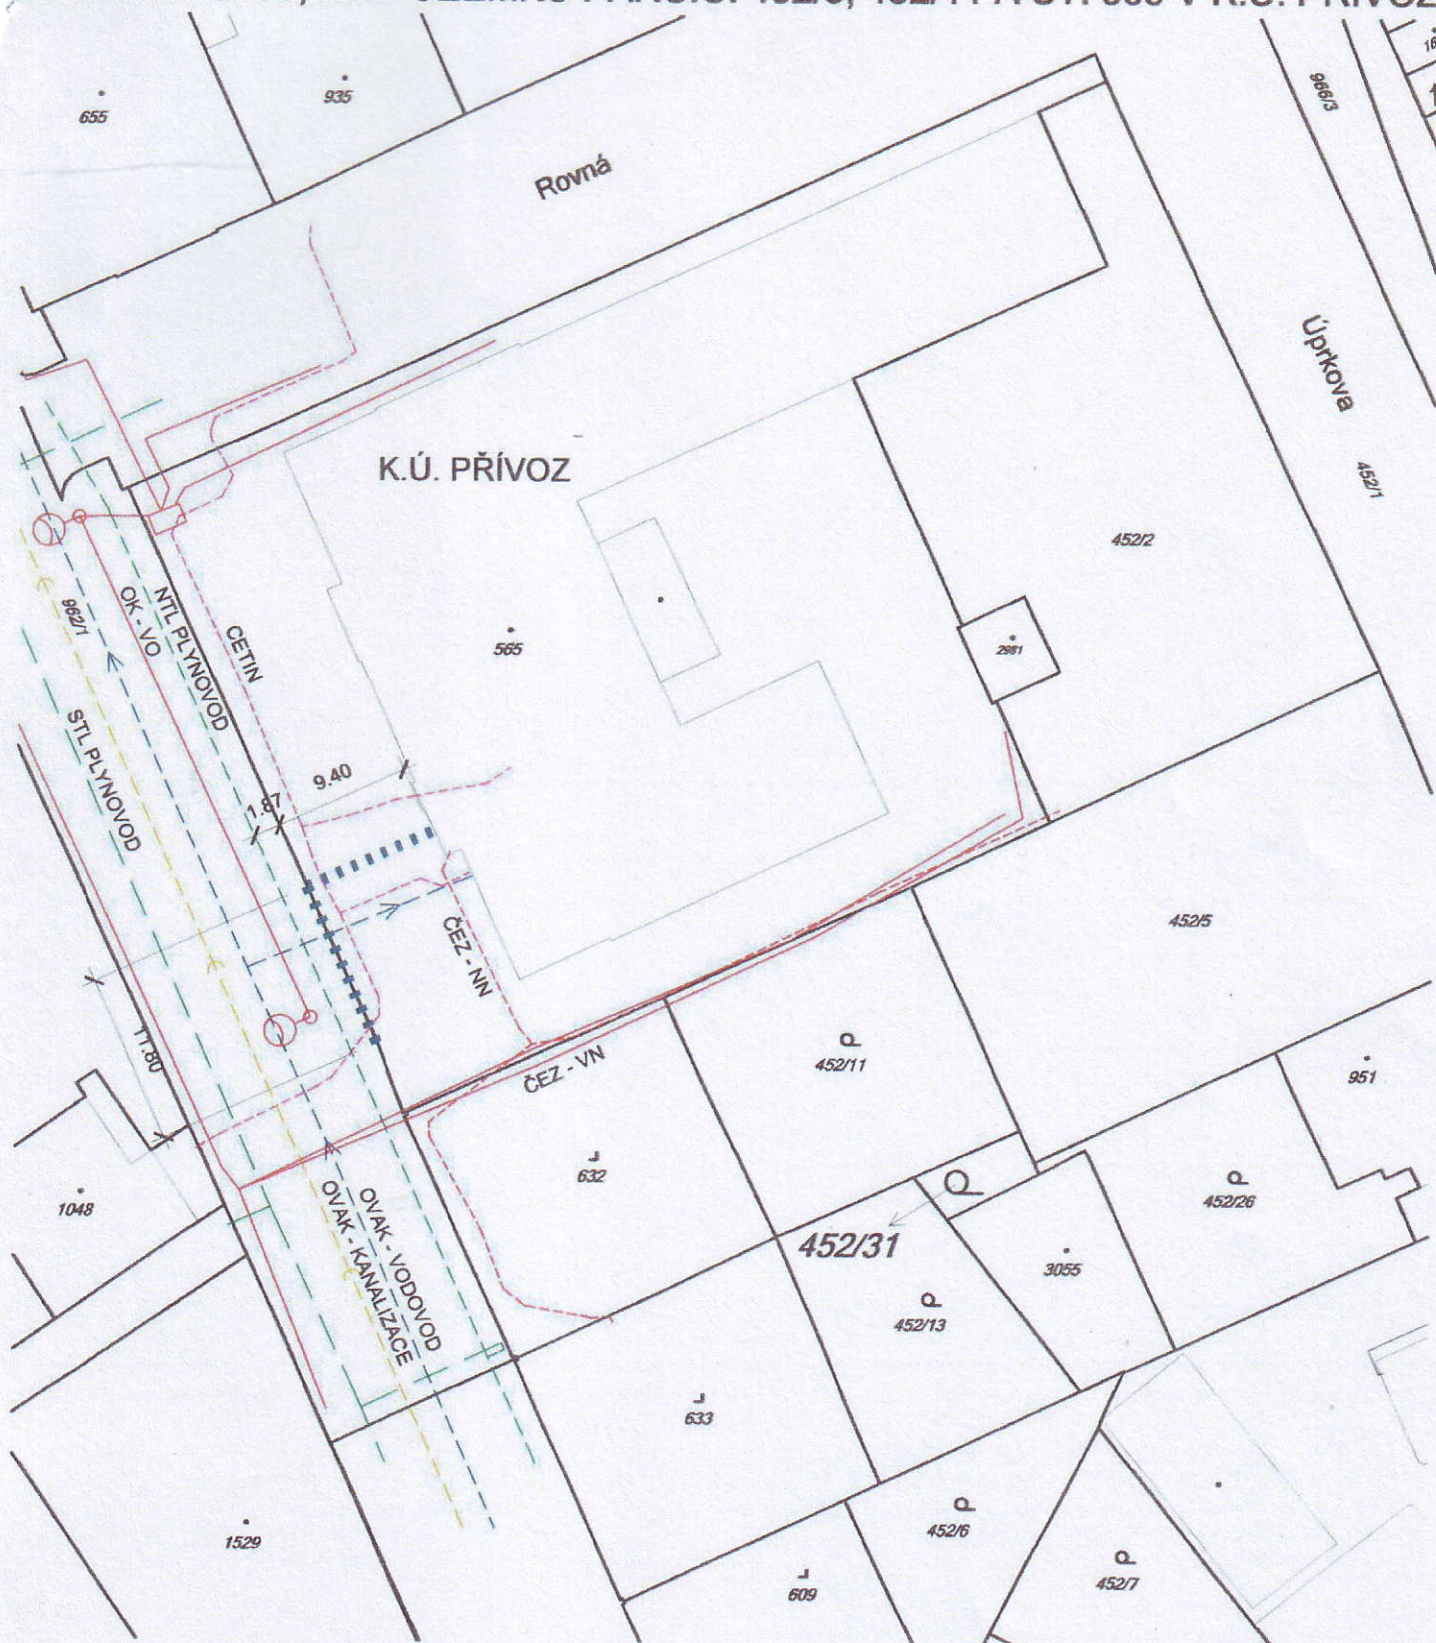 655
935
Rovná
966/3
16
Úprkova
452/1
K.Ú. PŘÍVOZ
452/2
565
2981
962/1
OK - VO
NTL PLYNOVOD
CETIN
STL PLYNOVOD
9.40
1.87
452/5
ČEZ - NN
11.80
ČEZ - VN
452/11
951
632
452/26
1048
452/31
3055
OVAK - VODOVOD
OVAK - KANALIZACE
452/13
633
1529
452/6
609
452/7